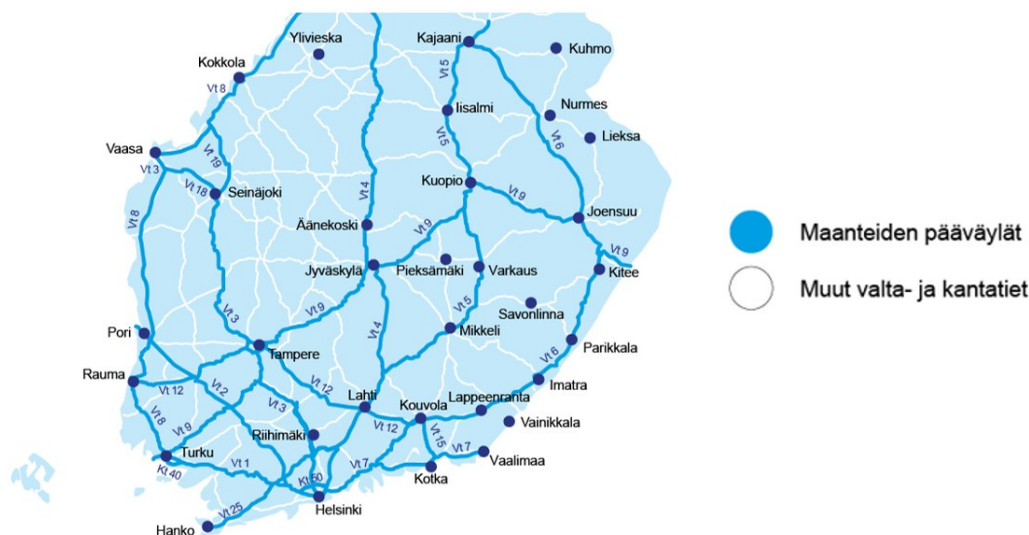 Ylivieska
Kajaani
Kuhmo
Kokkola
Vt 8
Vt 5
Iisalmi
Nurmes
Lieksa
Vaasa
Vt 3
Vt 19
Vt 5
Vt 6
Vt 18
Seinäjoki
Vt 4
Kuopio
Vt 9
Joensuu
Vt 8
Äänekoski
Vt 9
Vt 9
Jyväskylä
Pieksämäki
Varkaus
Kitee
Maanteiden pääväylät
Muut valta- ja kantatiet
Savonlinna
Vt 5
Vt 3
Vt 9
Vt 4
Mikkeli
Pori
Tampere
Parikkala
Vt 6
Rauma
Vt 12
Vt 2
Vt 12
Lahti
Imatra
Lappeenranta
Kouvola
Vt 8
Vt 9
Vt 3
Vt 12
Vainikkala
Riihimäki
Vt 15
Turku
Vt 1
Vt 7
Vt 7
Vaalimaa
Kt 40
Kt 50
Kotka
Helsinki
Vt 25
Hanko